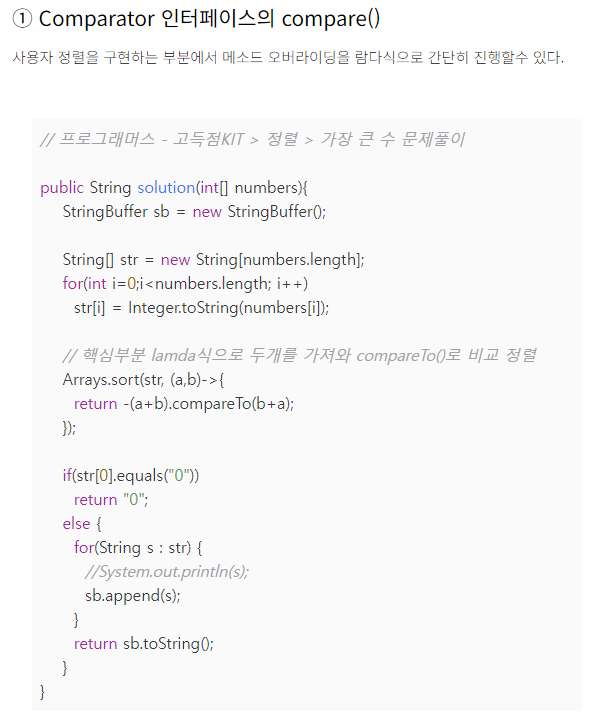 ① Comparator 인터페이스의 compare()
사용자 정렬을 구현하는 부분에서 메소드 오버라이딩을 람다식으로 간단히 진행할수 있다.
// 프로그래머스 - 고득점KIT > 정렬 > 가장 큰 수 문제풀이
public String solution(int[] numbers){
StringBuffer sb = new StringBuffer();
String[] str = new String[numbers.length];
for(int i=0;i<numbers.length; i++)
str[i] = Integer.toString(numbers[i]);
// 핵심부분 lamda식으로 두개를 가져와 compareTo()로 비교 정렬
Arrays.sort(str, (a,b)->{
return -(a+b).compareTo(b+a);
});
if(str[0].equals("0"))
return "0";
else {
for(String s : str) {
//System.out.println(s);
sb.append(s);
}
return sb.toString();
}
}